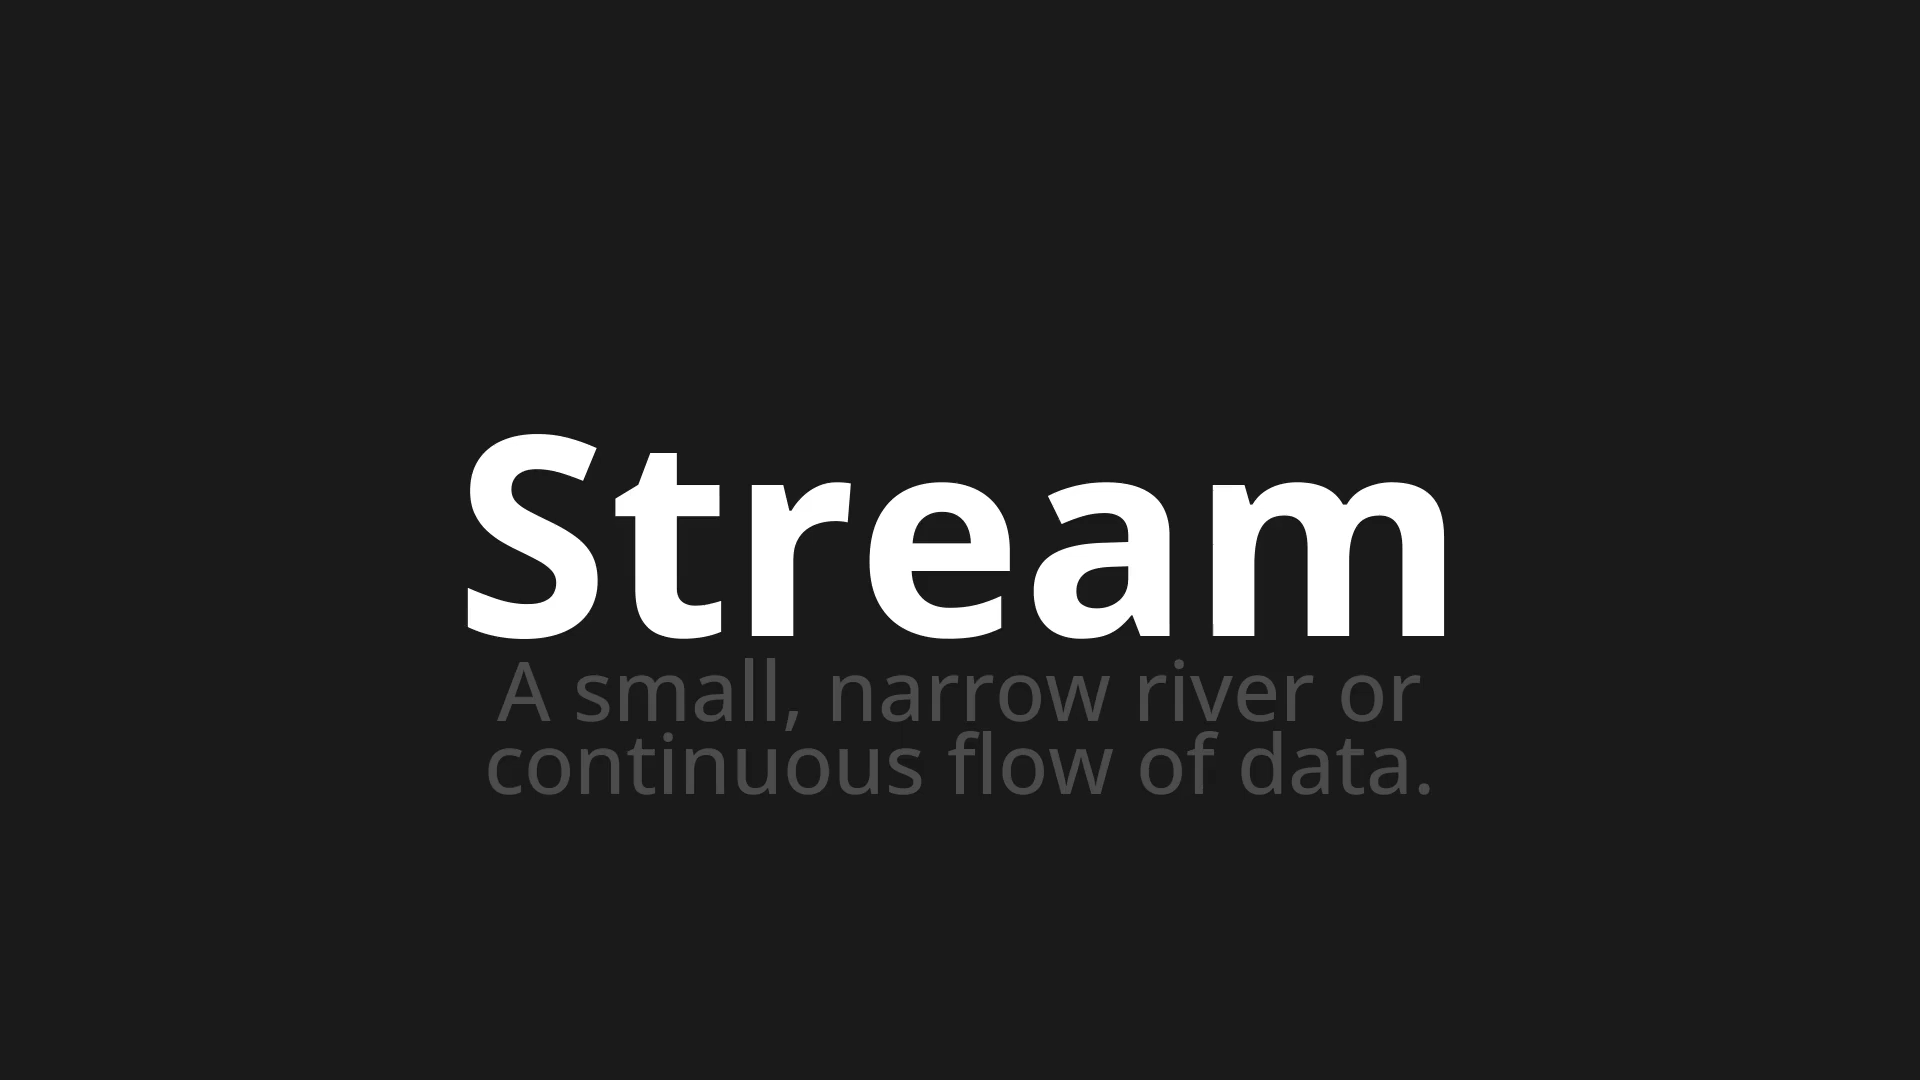 Stream
A small, narrow river or
continuous flow of data.